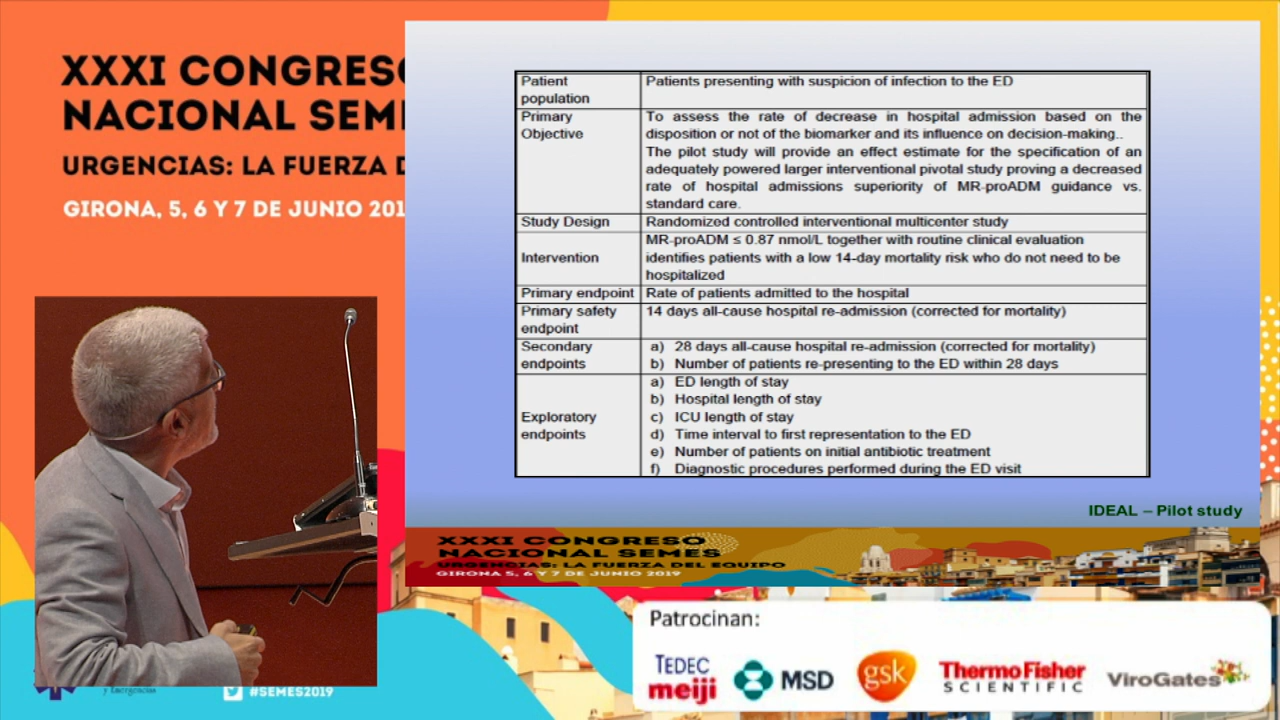 XXXI CONGRESO
NACIONAL SEM
URGENCIAS: LA FUERZA D
GIRONA, 5, 6 Y 7 DE JUNIO 201
Patient population
Patients presenting with suspicion of infection to the ED
Primary Objective
To assess the rate of decrease in hospital admission based on the
disposition or not of the biomarker and its influence on decision-making..
The pilot study will provide an effect estimate for the specification of an
adequately powered larger interventional pivotal study proving a decreased
rate of hospital admissions superiority of MR-proADM guidance vs.
standard care.
Study Design
Randomized controlled interventional multicenter study
Intervention
MR-proADM ≤ 0.87 nmol/L together with routine clinical evaluation
identifies patients with a low 14-day mortality risk who do not need to be
hospitalized
Primary endpoint
Rate of patients admitted to the hospital
Primary safety endpoint
14 days all-cause hospital re-admission (corrected for mortality)
Secondary endpoints
a) 28 days all-cause hospital re-admission (corrected for mortality)
b) Number of patients re-presenting to the ED within 28 days
Exploratory endpoints
a) ED length of stay
b) Hospital length of stay
c) ICU length of stay
d) Time interval to first representation to the ED
e) Number of patients on initial antibiotic treatment
f) Diagnostic procedures performed during the ED visit
IDEAL – Pilot study
XXXI CONGRESO
NACIONAL SEMES
URGENCIAS: LA FUERZA DEL EQUIPO
GIRONA 5, 6 Y 7 DE JUNIO 2019
y Emergencias
#SEMES2019
Patrocinan:
TEDEC
meiji
MSD
gsk
ThermoFisher
SCIENTIFIC
ViroGates